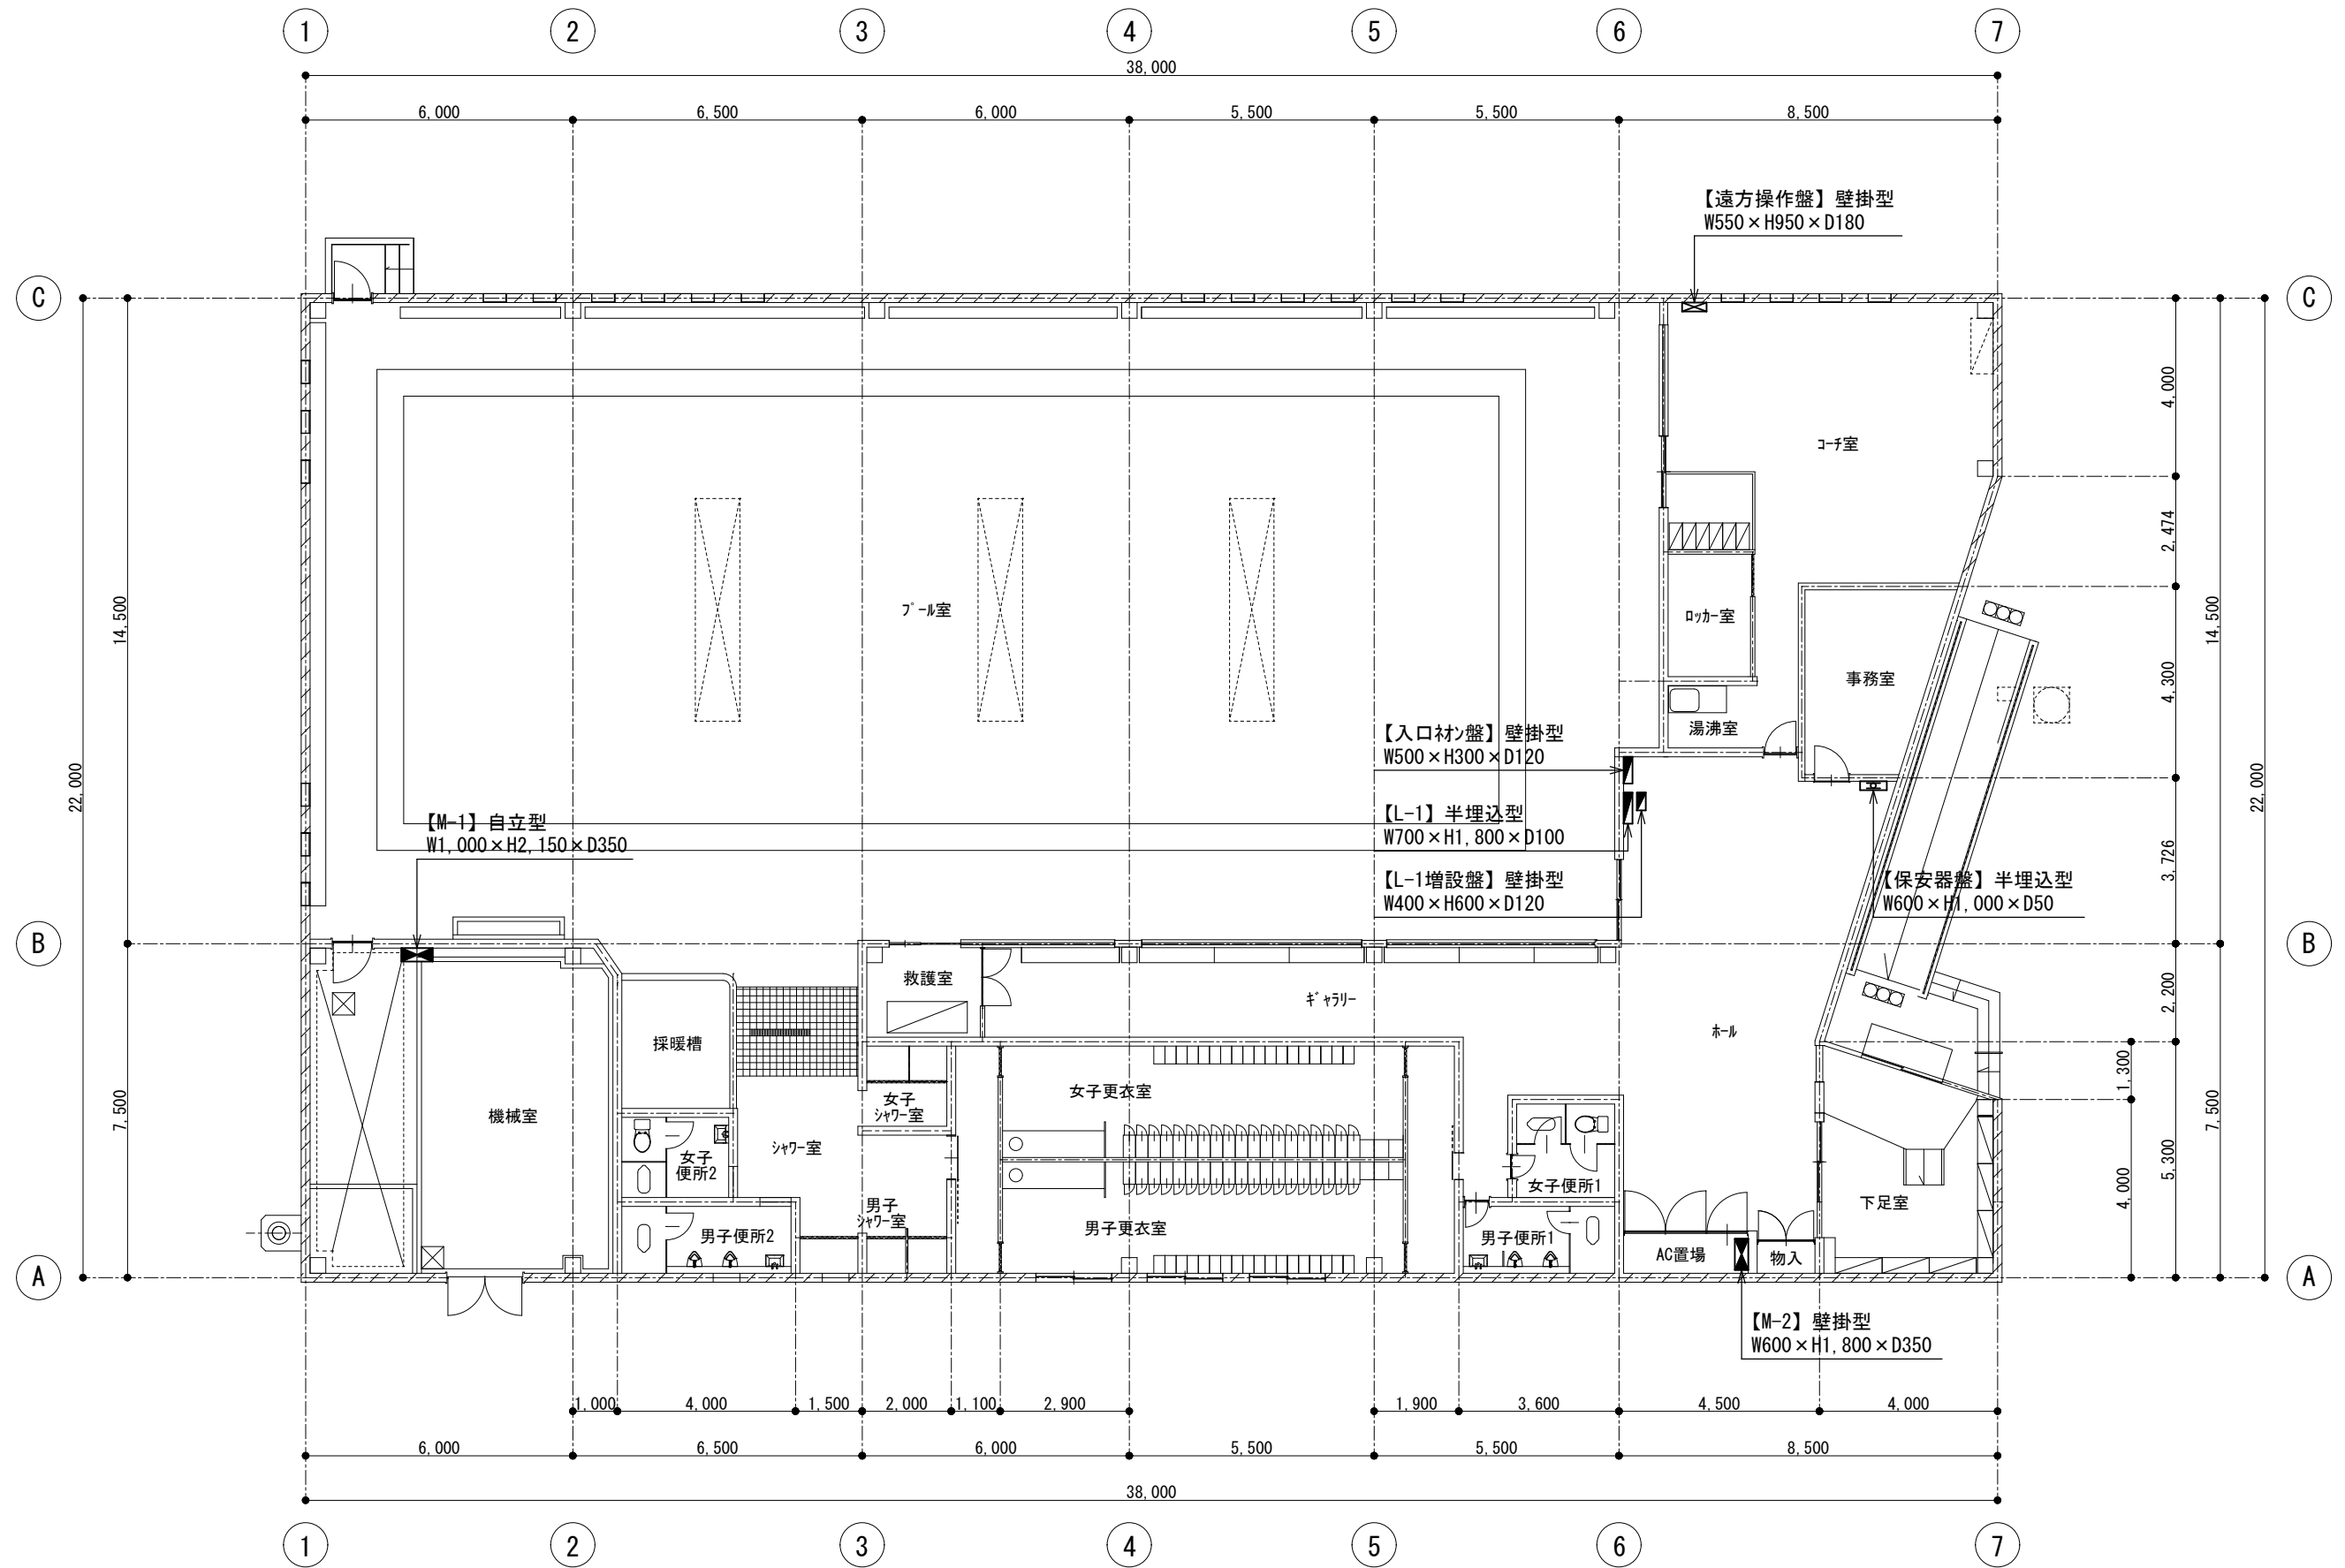 1 2 3 4 5 6 7
38,000
6,000 6,500 6,000 5,500 5,500 8,500
【遠方操作盤】壁掛型
W550×H950×D180
C C
4,000
コーチ室
2,474
14,500 14,500
プール室
ロッカー室
事務室
4,300
湯沸室
【入口ネオン盤】壁掛型
W500×H300×D120
22,000 22,000
【M-1】自立型
W1,000×H2,150×D350
【L-1】半埋込型
W700×H1,800×D100
3,726
【L-1増設盤】壁掛型
W400×H600×D120
【保安器盤】半埋込型
W600×H1,000×D50
B B
救護室
ギャラリー
ホール
2,200
採暖槽
1,300
7,500 7,500
機械室
女子更衣室
女子
シャワー室
シャワー室
女子
便所2
女子便所1
5,300
4,000
男子
シャワー室
下足室
男子便所2
男子更衣室
男子便所1
AC置場
物入
A A
【M-2】壁掛型
W600×H1,800×D350
1,000 4,000 1,500 2,000 1,100 2,900 1,900 3,600 4,500 4,000
6,000 6,500 6,000 5,500 5,500 8,500
38,000
1 2 3 4 5 6 7